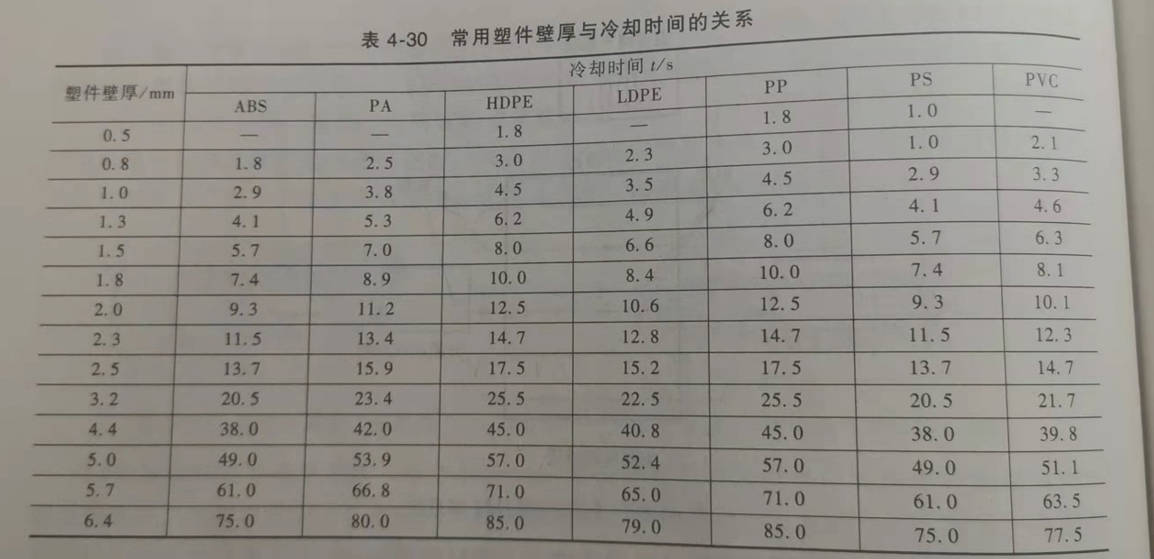 表 4-30 常用塑件壁厚与冷却时间的关系
塑件壁厚/mm 冷却时间 t/s
ABS PA HDPE LDPE PP PS PVC
0.5 — — 1.8 — 1.8 1.0 —
0.8 1.8 2.5 3.0 2.3 3.0 1.0 2.1
1.0 2.9 3.8 4.5 3.5 4.5 2.9 3.3
1.3 4.1 5.3 6.2 4.9 6.2 4.1 4.6
1.5 5.7 7.0 8.0 6.6 8.0 5.7 6.3
1.8 7.4 8.9 10.0 8.4 10.0 7.4 8.1
2.0 9.3 11.2 12.5 10.6 12.5 9.3 10.1
2.3 11.5 13.4 14.7 12.8 14.7 11.5 12.3
2.5 13.7 15.9 17.5 15.2 17.5 13.7 14.7
3.2 20.5 23.4 25.5 22.5 25.5 20.5 21.7
4.4 38.0 42.0 45.0 40.8 45.0 38.0 39.8
5.0 49.0 53.9 57.0 52.4 57.0 49.0 51.1
5.7 61.0 66.8 71.0 65.0 71.0 61.0 63.5
6.4 75.0 80.0 85.0 79.0 85.0 75.0 77.5